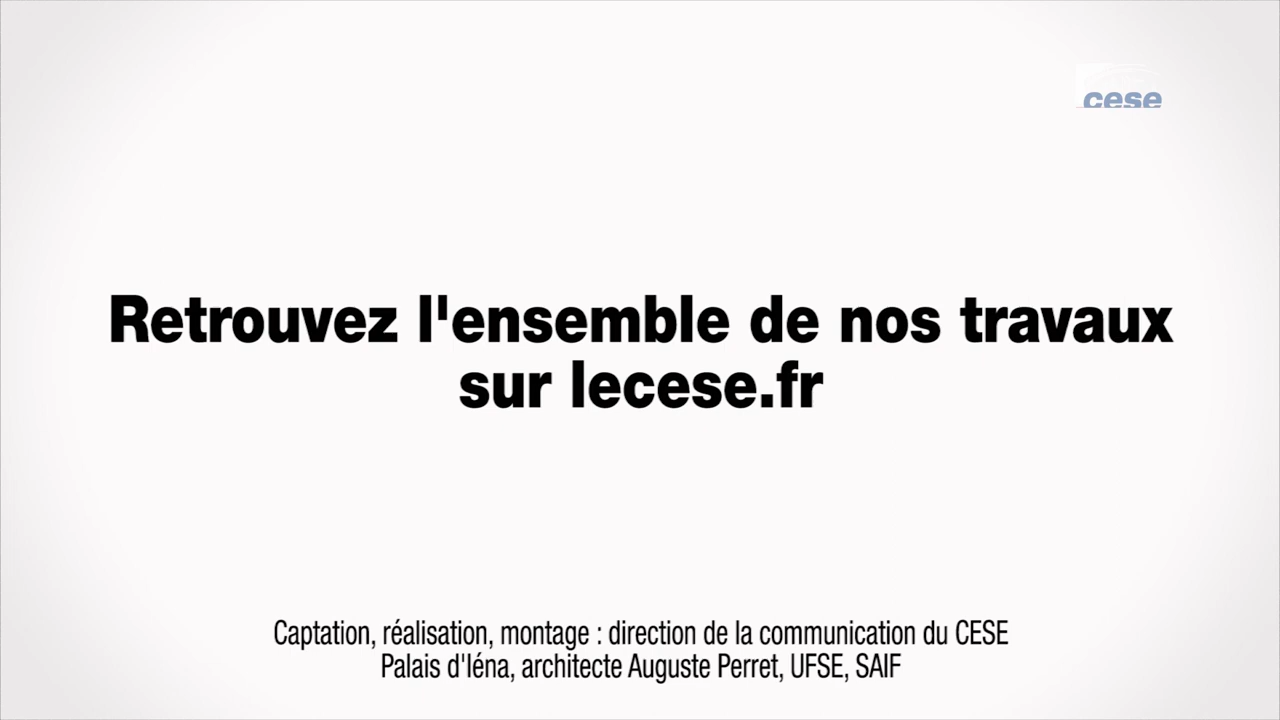 cese
Retrouvez l'ensemble de nos travaux
sur lecese.fr
Captation, réalisation, montage : direction de la communication du CESE
Palais d'Iéna, architecte Auguste Perret, UFSE, SAIF